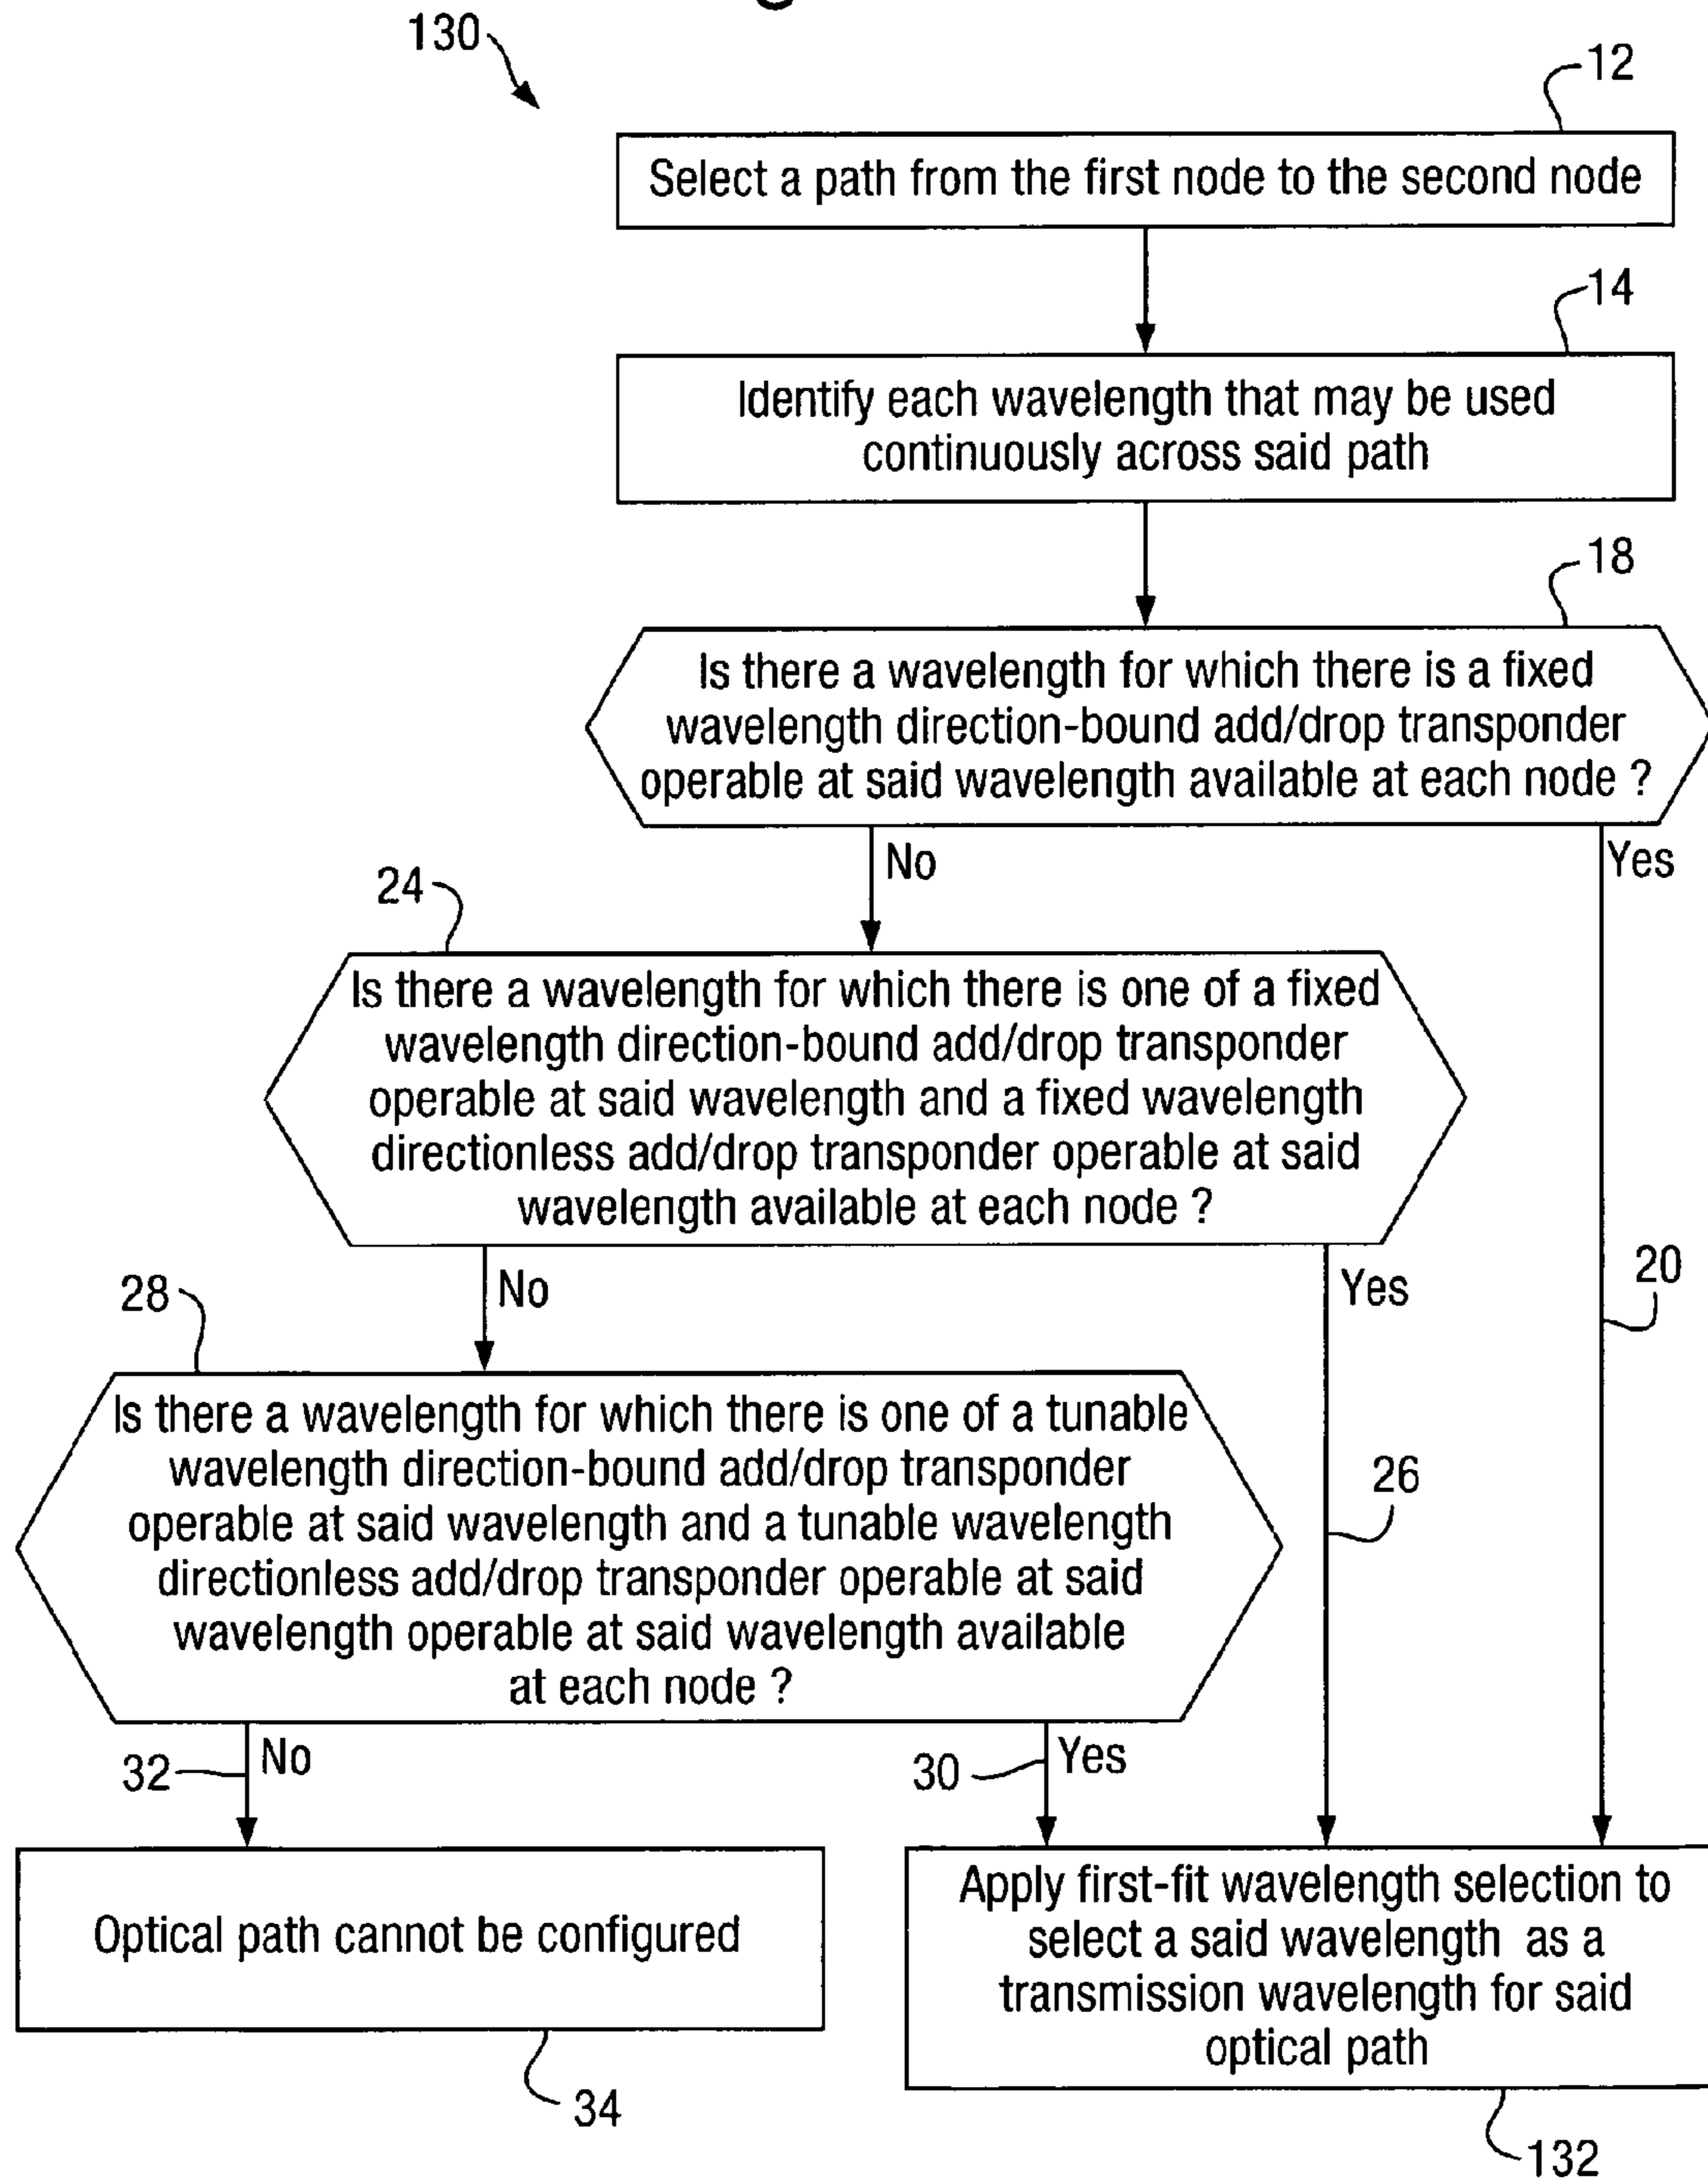 130
12
Select a path from the first node to the second node
14
Identify each wavelength that may be used
continuously across said path
18
Is there a wavelength for which there is a fixed
wavelength direction-bound add/drop transponder
operable at said wavelength available at each node ?
No
Yes
24
Is there a wavelength for which there is one of a fixed
wavelength direction-bound add/drop transponder
operable at said wavelength and a fixed wavelength
directionless add/drop transponder operable at said
wavelength available at each node ?
No
Yes
20
28
Is there a wavelength for which there is one of a tunable
wavelength direction-bound add/drop transponder
operable at said wavelength and a tunable wavelength
directionless add/drop transponder operable at said
wavelength operable at said wavelength available
at each node ?
26
32
No
30
Yes
Optical path cannot be configured
34
Apply first-fit wavelength selection to
select a said wavelength as a
transmission wavelength for said
optical path
132